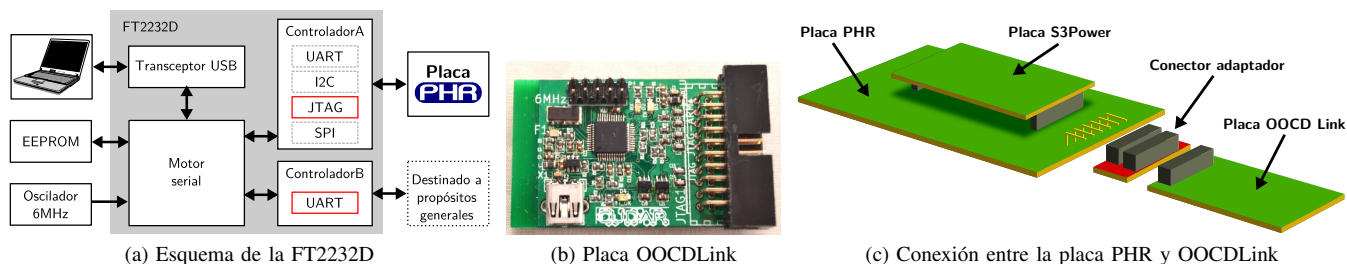 FT2232D
Transceptor USB
EEPROM
Motor
serial
Oscilador
6MHz
ControladorA
UART
I2C
JTAG
SPI
ControladorB
UART
Placa
PHR
Destinado a
propósitos
generales
(a) Esquema de la FT2232D
6MHz
JTAG
(b) Placa OOCDLink
Placa PHR
Placa S3Power
Conector adaptador
Placa OOCD Link
(c) Conexión entre la placa PHR y OOCDLink